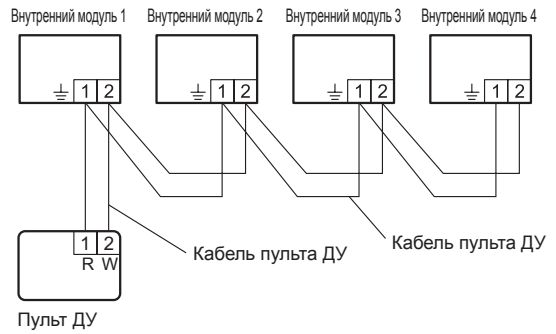 Внутренний модуль 1 Внутренний модуль 2 Внутренний модуль 3 Внутренний модуль 4
1 2 1 2 1 2 1 2
1 2
R W
Кабель пульта ДУ
Кабель пульта ДУ
Пульт ДУ